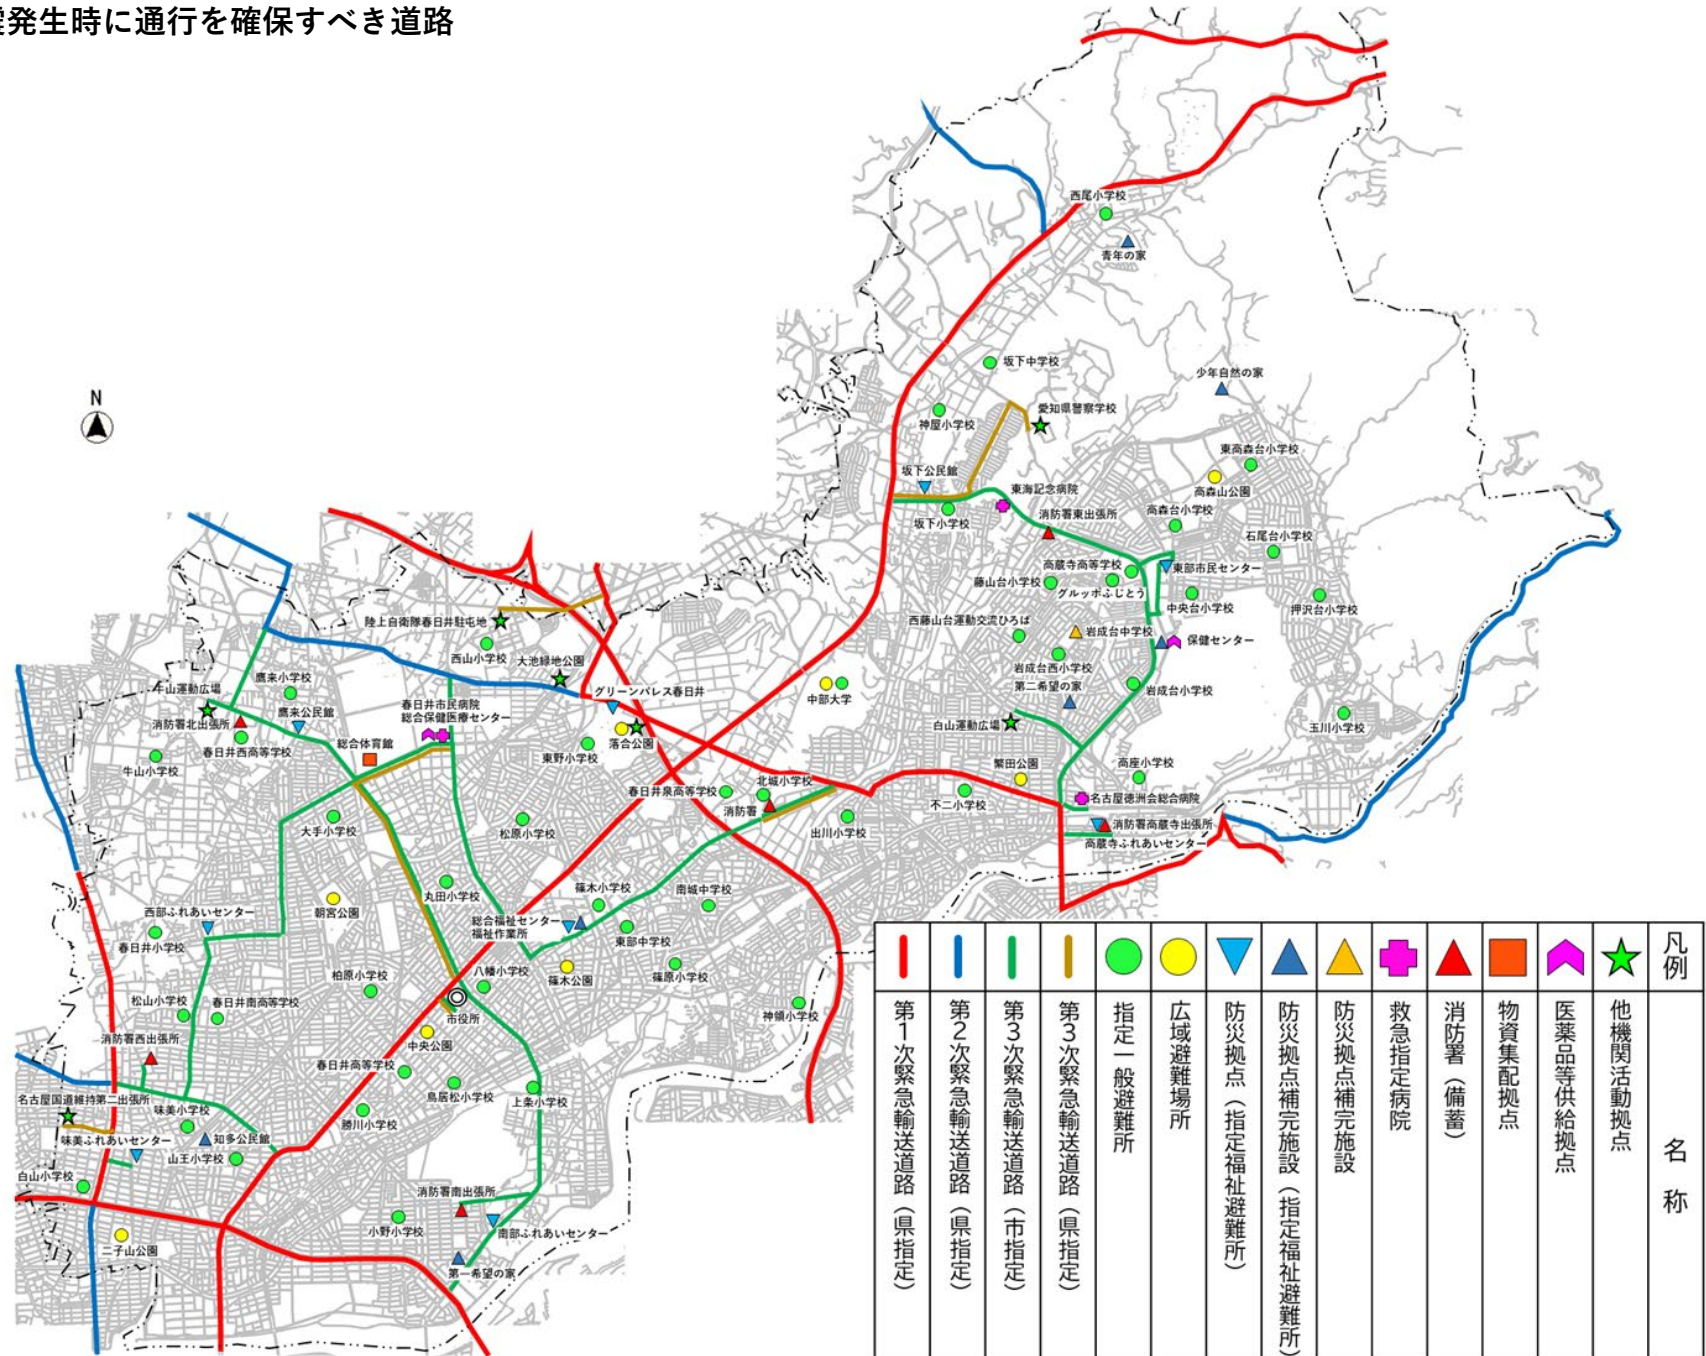 発生時に通行を確保すべき道路
N
西尾小学校
青年の家
坂下中学校
少年自然の家
愛知県警察学校
神屋小学校
東高森台小学校
坂下公民館
高森山公園
東海記念病院
坂下小学校
消防署東出張所
高森台小学校
石尾台小学校
高蔵寺高等学校
東部市民センター
藤山台小学校
グルッポふじとう
中央台小学校
押沢台小学校
陸上自衛隊春日井駐屯地
西藤山台運動交流ひろば
岩成台中学校
保健センター
西山小学校
大池緑地公園
岩成台西小学校
鷹来小学校
牛山運動広場
グリーンパレス春日井
中部大学
第二希望の家
岩成台小学校
鷹来公民館
春日井市民病院
総合保健医療センター
消防署北出張所
白山運動広場
玉川小学校
春日井西高等学校
総合体育館
落合公園
東野小学校
牛山小学校
繁田公園
高座小学校
北城小学校
春日井泉高等学校
不二小学校
名古屋徳洲会総合病院
消防署
大手小学校
松原小学校
出川小学校
消防署高蔵寺出張所
高蔵寺ふれあいセンター
丸田小学校
篠木小学校
南城中学校
朝宮公園
西部ふれあいセンター
総合福祉センター
福祉作業所
春日井小学校
東部中学校
柏原小学校
八幡小学校
篠木公園
篠原小学校
松山小学校
春日井南高等学校
市役所
神領小学校
消防署西出張所
中央公園
春日井高等学校
名古屋国道維持第二出張所
鳥居松小学校
上条小学校
味美小学校
勝川小学校
味美ふれあいセンター
知多公民館
山王小学校
白山小学校
消防署南出張所
小野小学校
南部ふれあいセンター
二子山公園
第一希望の家
凡例
名称
他機関活動拠点
医薬品等供給拠点
物資集配拠点
消防署（備蓄）
救急指定病院
防災拠点補完施設
防災拠点補完施設（指定福祉避難所）
防災拠点（指定福祉避難所）
広域避難場所
指定一般避難所
第３次緊急輸送道路（県指定）
第３次緊急輸送道路（市指定）
第２次緊急輸送道路（県指定）
第１次緊急輸送道路（県指定）